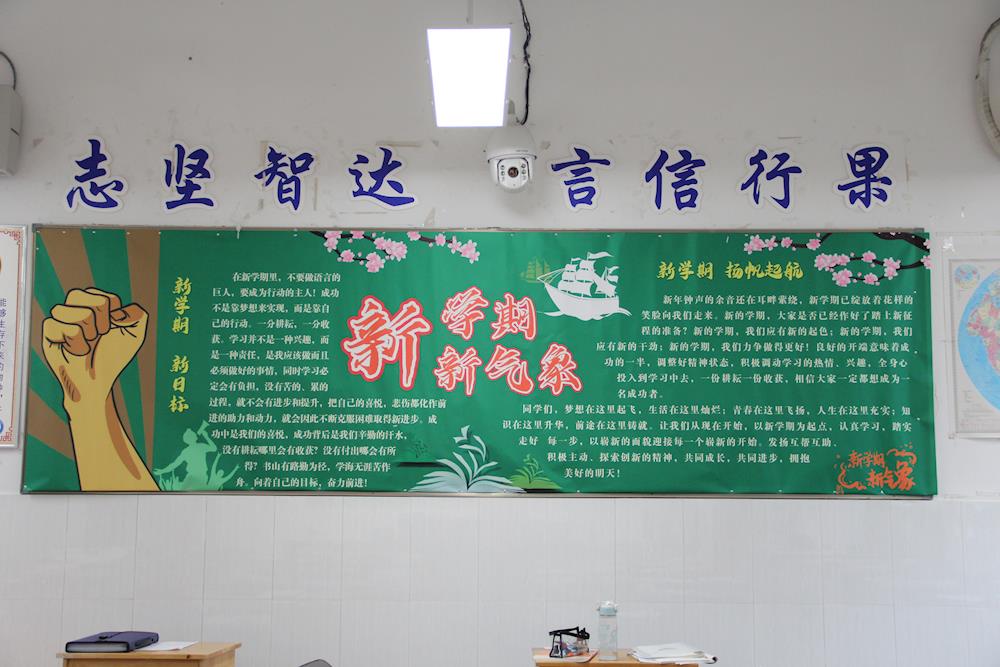 志坚智达 言信行果
新学期 新目标
在新学期里，不要做语言的
巨人，要成为行动的主人！成功
不是靠梦想来实现，而是靠自
己的行动。一分耕耘，一分收
获。学习并不是一种兴趣，而
是一种责任，是我应该做而且
必须做好的事情，同时学习必
定会有负担，没有苦的、累的
过程，就不会有进步和提升，把自己的喜悦，悲伤都化作前
进的助力和动力，就会因此不断克服困难取得新进步。成
功中是我们的喜悦，成功背后是我们辛勤的汗水，
没有耕耘哪里会有收获？没有付出哪会有所
得？书山有路勤为径，学海无涯苦作
舟。向着自己的目标，奋力前进！
新学期
新气象
新学期 扬帆起航
新年钟声的余音还在耳畔萦绕，新学期已绽放着花样的
笑脸向我们走来。新的学期，大家是否已经作好了踏上新征
程的准备？新的学期，我们应有新的起色；新的学期，我们
应有新的干劲；新的学期，我们力争做得更好！良好的开端意味着成
功的一半，调整好精神状态，积极调动学习的热情、兴趣，全身心
投入到学习中去，一份耕耘一份收获，相信大家一定都想成为一
名成功者。
同学们，梦想在这里起飞，生活在这里灿烂；青春在这里飞扬，人生在这里充实；知
识在这里升华，前途在这里铸就。让我们从现在开始，以新学期为起点，认真学习，踏实
走好 每一步，以崭新的面貌迎接每一个崭新的开始。发扬互帮互助、
积极主动、探索创新的精神，共同成长，共同进步，拥抱
美好的明天！
新学期
新气象